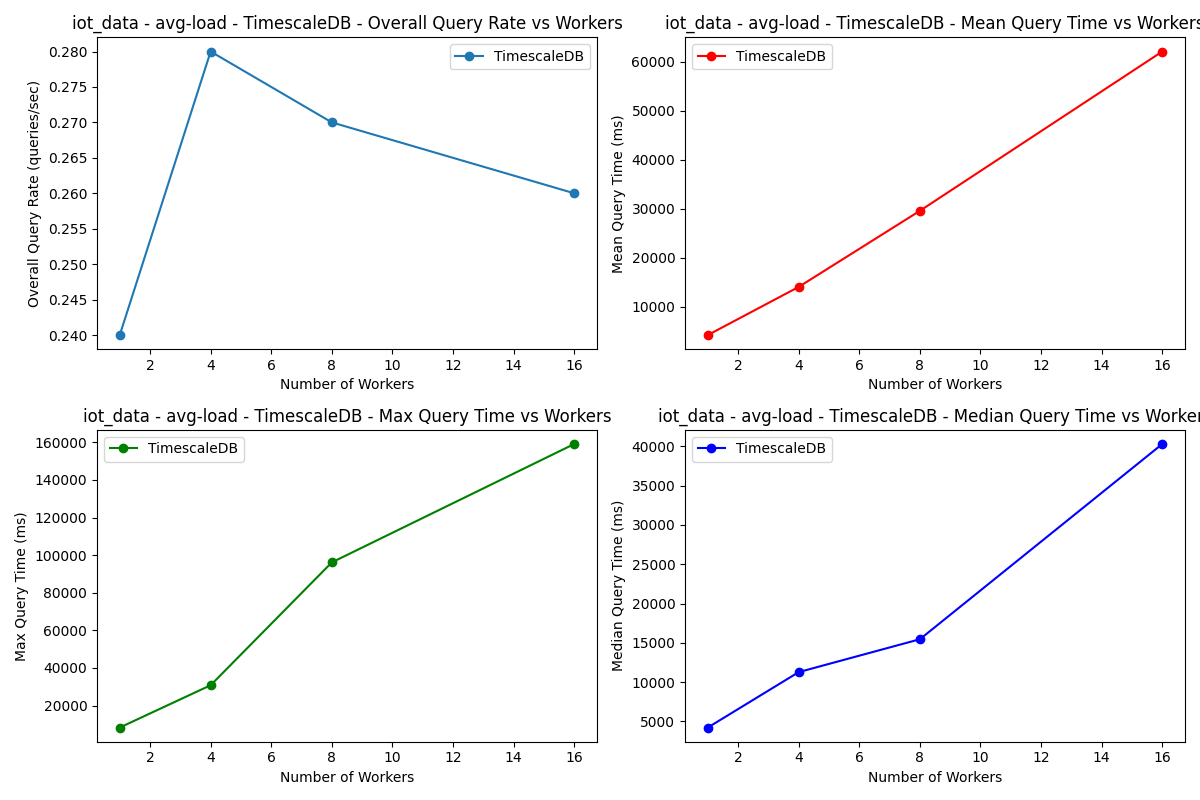 iot_data - avg-load - TimescaleDB - Overall Query Rate vs Workers
TimescaleDB
0.280
0.275
0.270
0.265
0.260
0.255
0.250
0.245
0.240
Overall Query Rate (queries/sec)
2 4 6 8 10 12 14 16
Number of Workers
iot_data - avg-load - TimescaleDB - Mean Query Time vs Workers
TimescaleDB
60000
50000
40000
30000
20000
10000
Mean Query Time (ms)
2 4 6 8 10 12 14 16
Number of Workers
iot_data - avg-load - TimescaleDB - Max Query Time vs Workers
TimescaleDB
160000
140000
120000
100000
80000
60000
40000
20000
Max Query Time (ms)
2 4 6 8 10 12 14 16
Number of Workers
iot_data - avg-load - TimescaleDB - Median Query Time vs Worker
TimescaleDB
40000
35000
30000
25000
20000
15000
10000
5000
Median Query Time (ms)
2 4 6 8 10 12 14 16
Number of Workers